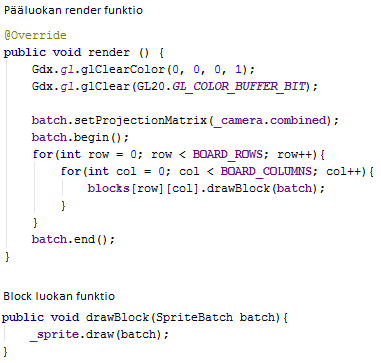 Pääluokan render funktio
@Override
public void render () {
Gdx.gl.glClearColor(0, 0, 0, 1);
Gdx.gl.glClear(GL20.GL_COLOR_BUFFER_BIT);
batch.setProjectionMatrix(_camera.combined);
batch.begin();
for(int row = 0; row < BOARD_ROWS; row++){
for(int col = 0; col < BOARD_COLUMNS; col++){
blocks[row][col].drawBlock(batch);
}
}
batch.end();
}
Block luokan funktio
public void drawBlock(SpriteBatch batch){
_sprite.draw(batch);
}